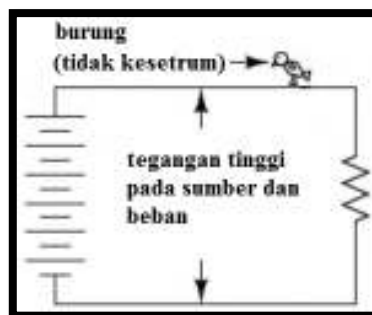 burung
(tidak kesetrum)
tegangan tinggi
pada sumber dan
beban